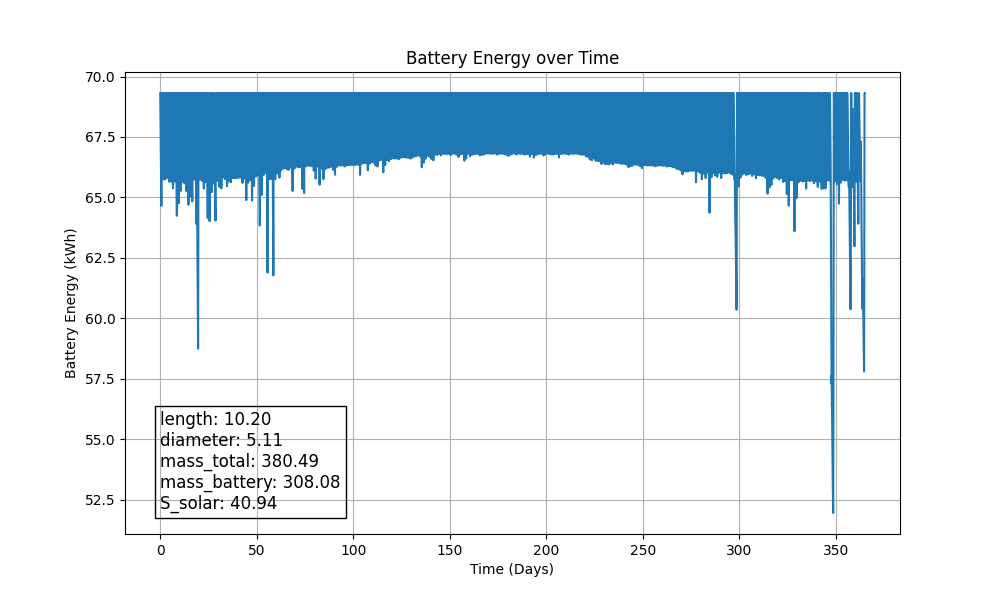 Battery Energy over Time
Battery Energy (kWh)
70.0
67.5
65.0
62.5
60.0
57.5
55.0
52.5
length: 10.20
diameter: 5.11
mass_total: 380.49
mass_battery: 308.08
S_solar: 40.94
0 50 100 150 200 250 300 350
Time (Days)